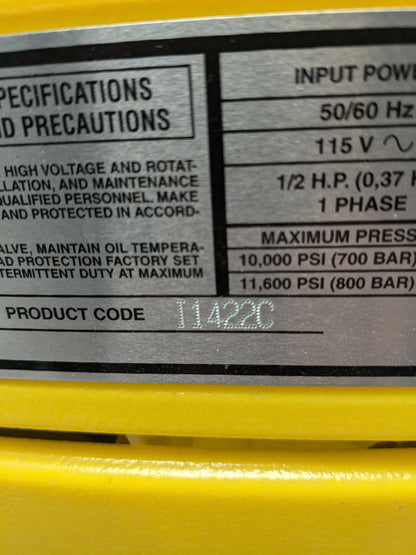 PECIFICATIONS
D PRECAUTIONS
HIGH VOLTAGE AND ROTAT-
LLATION, AND MAINTENANCE
QUALIFIED PERSONNEL. MAKE
AND PROTECTED IN ACCORD-
ALVE, MAINTAIN OIL TEMPERA-
AD PROTECTION FACTORY SET
TERMITTENT DUTY AT MAXIMUM
PRODUCT CODE I1422C
INPUT POW
50/60 Hz
115 V ∿
1/2 H.P. (0,37
1 PHASE
MAXIMUM PRESS
10,000 PSI (700 BAR)
11,600 PSI (800 BAR)